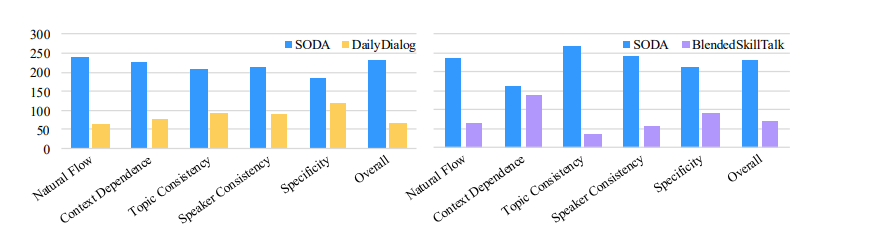 300
250
200
150
100
50
0
SODA DailyDialog
Natural Flow
Context Dependence
Topic Consistency
Speaker Consistency
Specificity
Overall
SODA BlendedSkillTalk
Natural Flow
Context Dependence
Topic Consistency
Speaker Consistency
Specificity
Overall